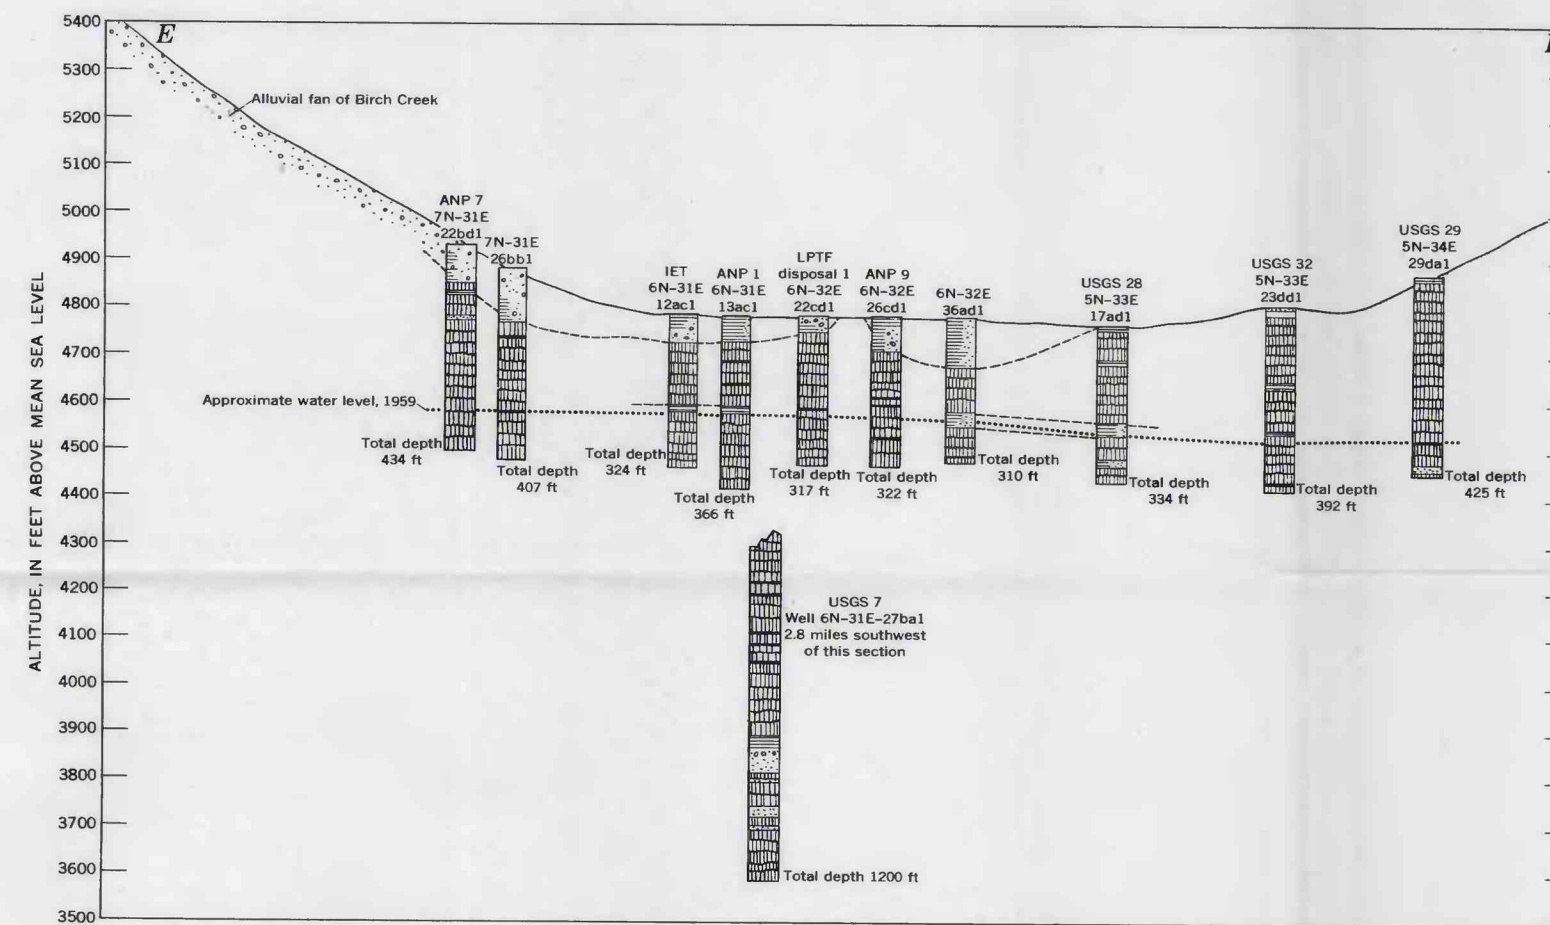 E
Alluvial fan of Birch Creek
ALTITUDE, IN FEET ABOVE MEAN SEA LEVEL
5400
5300
5200
5100
5000
4900
4800
4700
4600
4500
4400
4300
4200
4100
4000
3900
3800
3700
3600
3500
ANP 7
7N-31E
22bd1
7N-31E
26bb1
IET
6N-31E
12ac1
ANP 1
6N-31E
13ac1
LPTF
disposal 1
6N-32E
22cd1
ANP 9
6N-32E
26cd1
6N-32E
36ad1
USGS 28
5N-33E
17ad1
USGS 32
5N-33E
23dd1
USGS 29
5N-34E
29da1
Approximate water level, 1959
Total depth
434 ft
Total depth
407 ft
Total depth
324 ft
Total depth
366 ft
Total depth
317 ft
Total depth
322 ft
Total depth
310 ft
Total depth
334 ft
Total depth
392 ft
Total depth
425 ft
USGS 7
Well 6N-31E-27ba1
2.8 miles southwest
of this section
Total depth 1200 ft